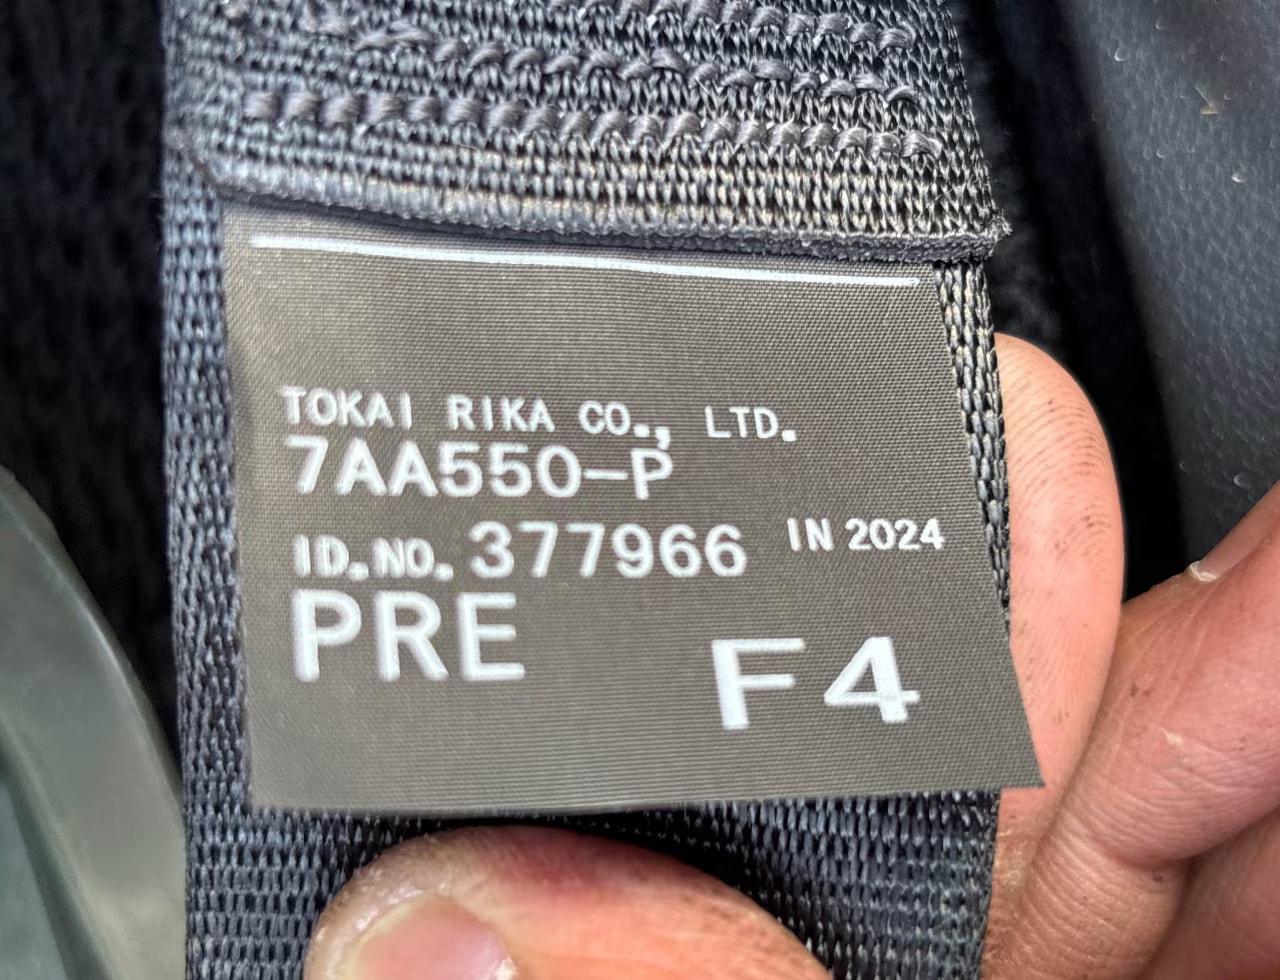 TOKAI RIKA CO., LTD.
7AA550-P
ID.NO. 377966 IN 2024
PRE
F4